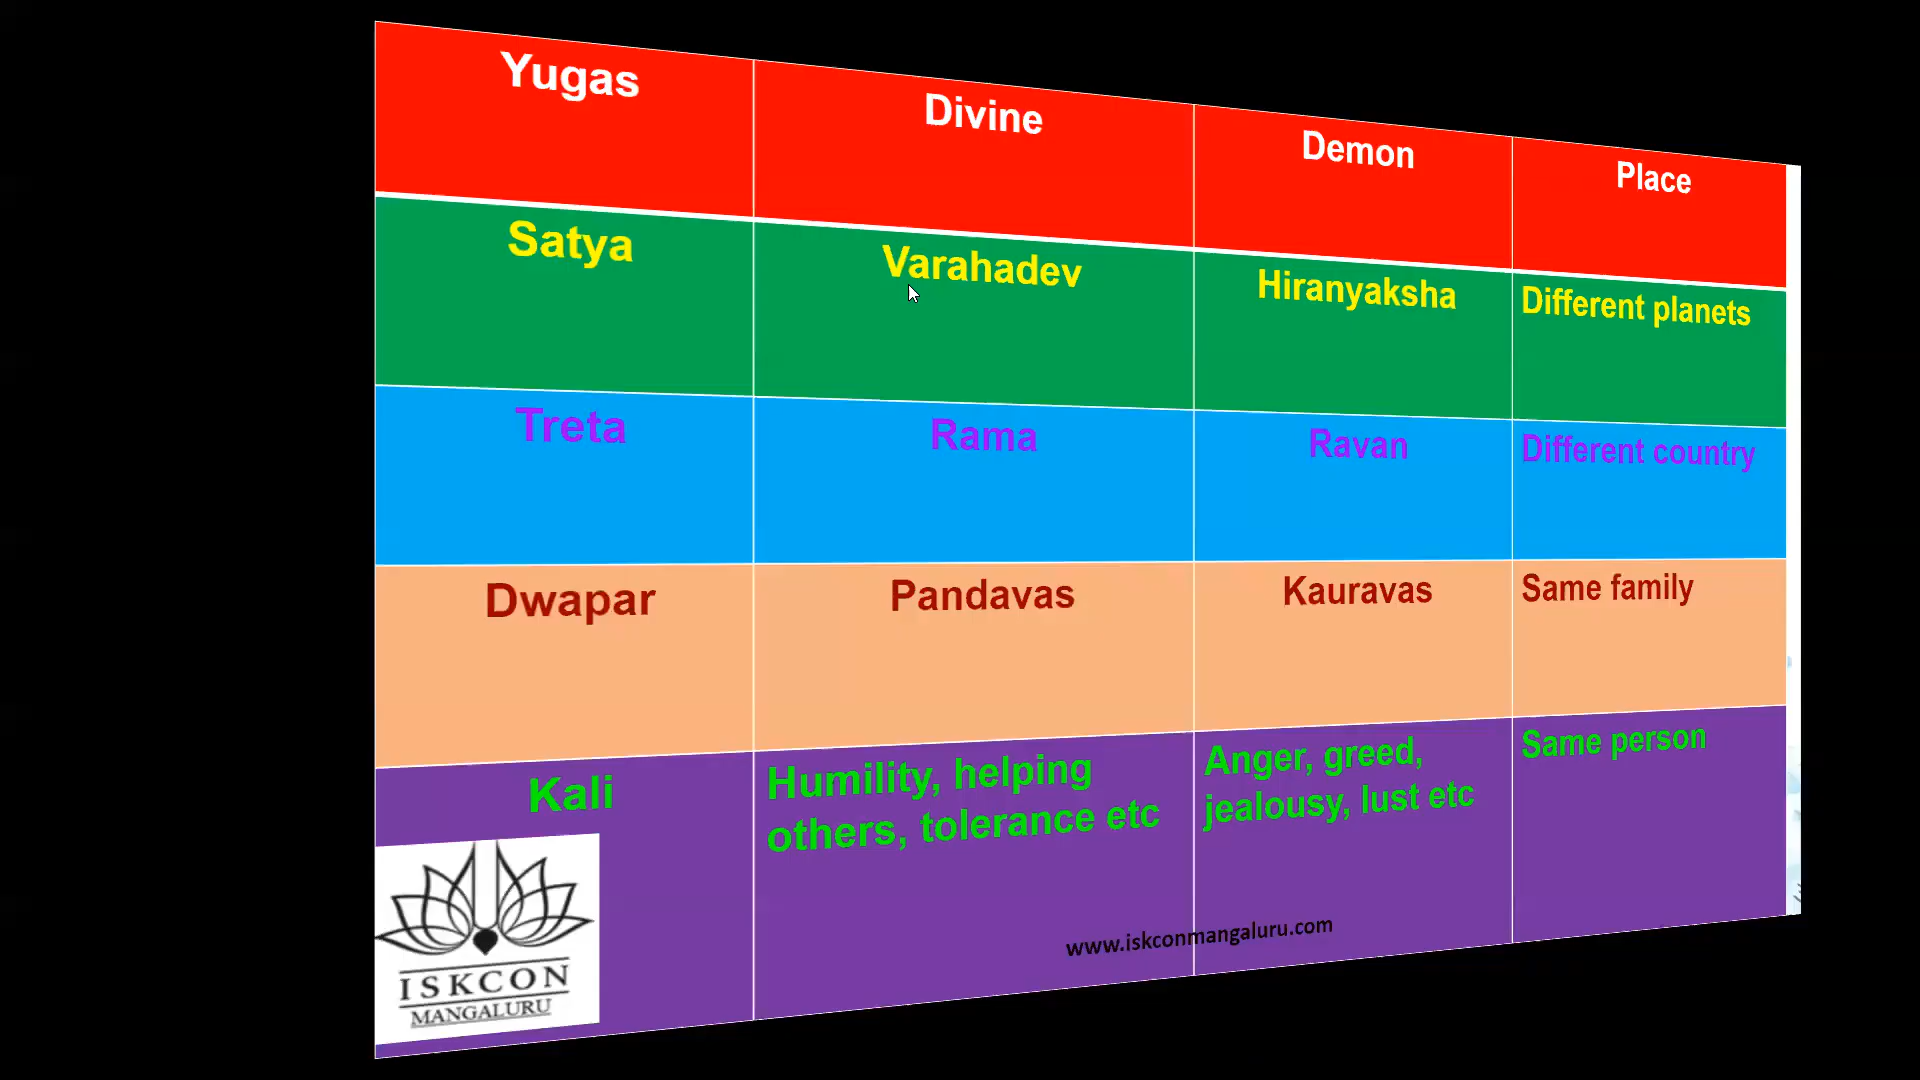 Yugas
Divine
Demon
Place
Satya
Varahadev
Hiranyaksha
Different planets
Treta
Rama
Ravan
Different country
Dwapar
Pandavas
Kauravas
Same family
Kali
Humility, helping
others, tolerance etc
Anger, greed,
jealousy, lust etc
Same person
www.iskconmangaluru.com
ISKCON
MANGALURU